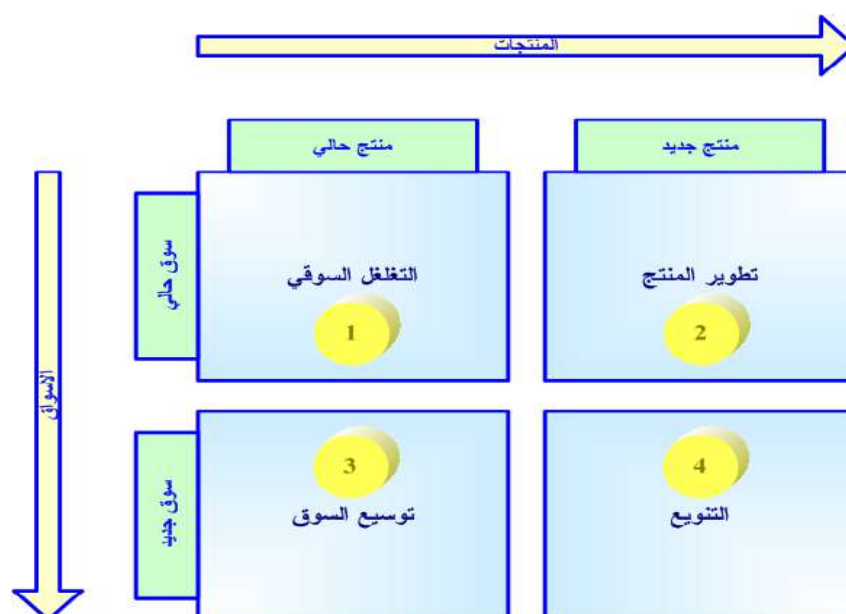 المنتجات
منتج حالي
منتج جديد
الاسواق
سوق حالي
التغلغل السوقي
1
تطوير المنتج
2
سوق جديد
3
توسيع السوق
4
التنويع